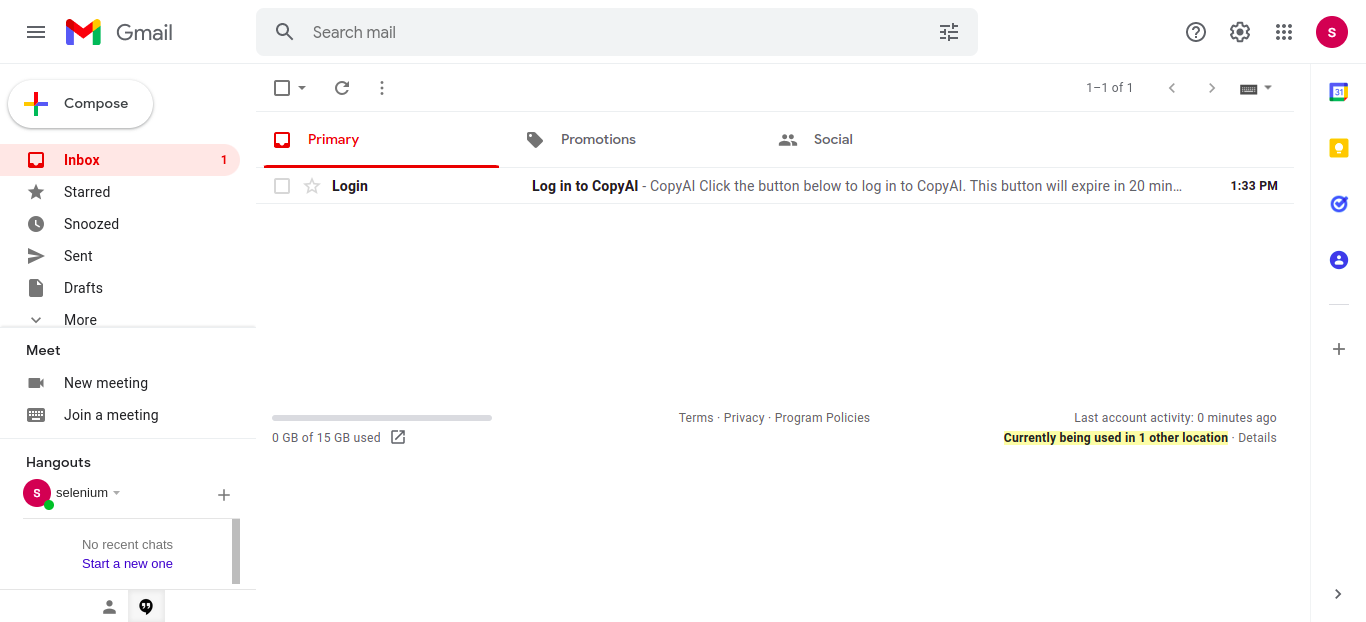 Gmail
Search mail
S
Compose
1–1 of 1
31
Primary
Promotions
Social
Inbox 1
Login Log in to CopyAI - CopyAI Click the button below to log in to CopyAI. This button will expire in 20 min… 1:33 PM
Starred
Snoozed
Sent
Drafts
More
Meet
New meeting
Join a meeting
Terms · Privacy · Program Policies
Last account activity: 0 minutes ago
0 GB of 15 GB used
Currently being used in 1 other location · Details
Hangouts
S selenium
No recent chats
Start a new one